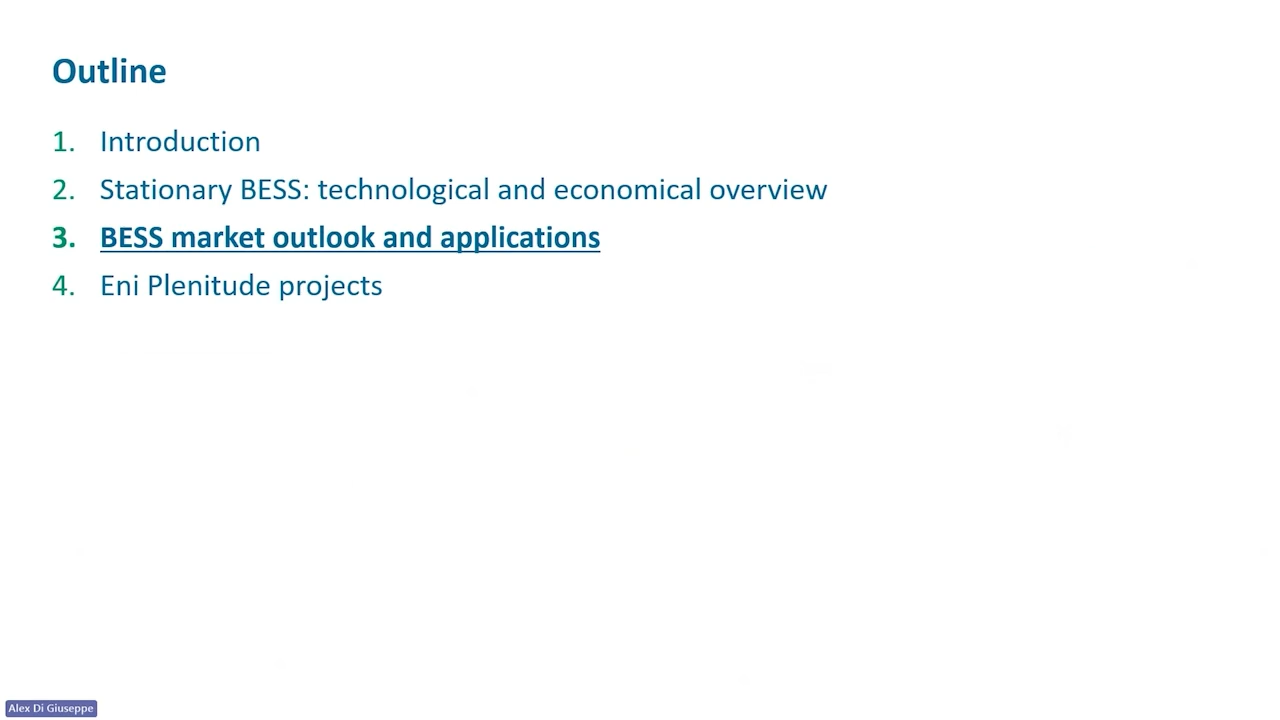 Outline
1. Introduction
2. Stationary BESS: technological and economical overview
3. BESS market outlook and applications
4. Eni Plenitude projects
Alex Di Giuseppe